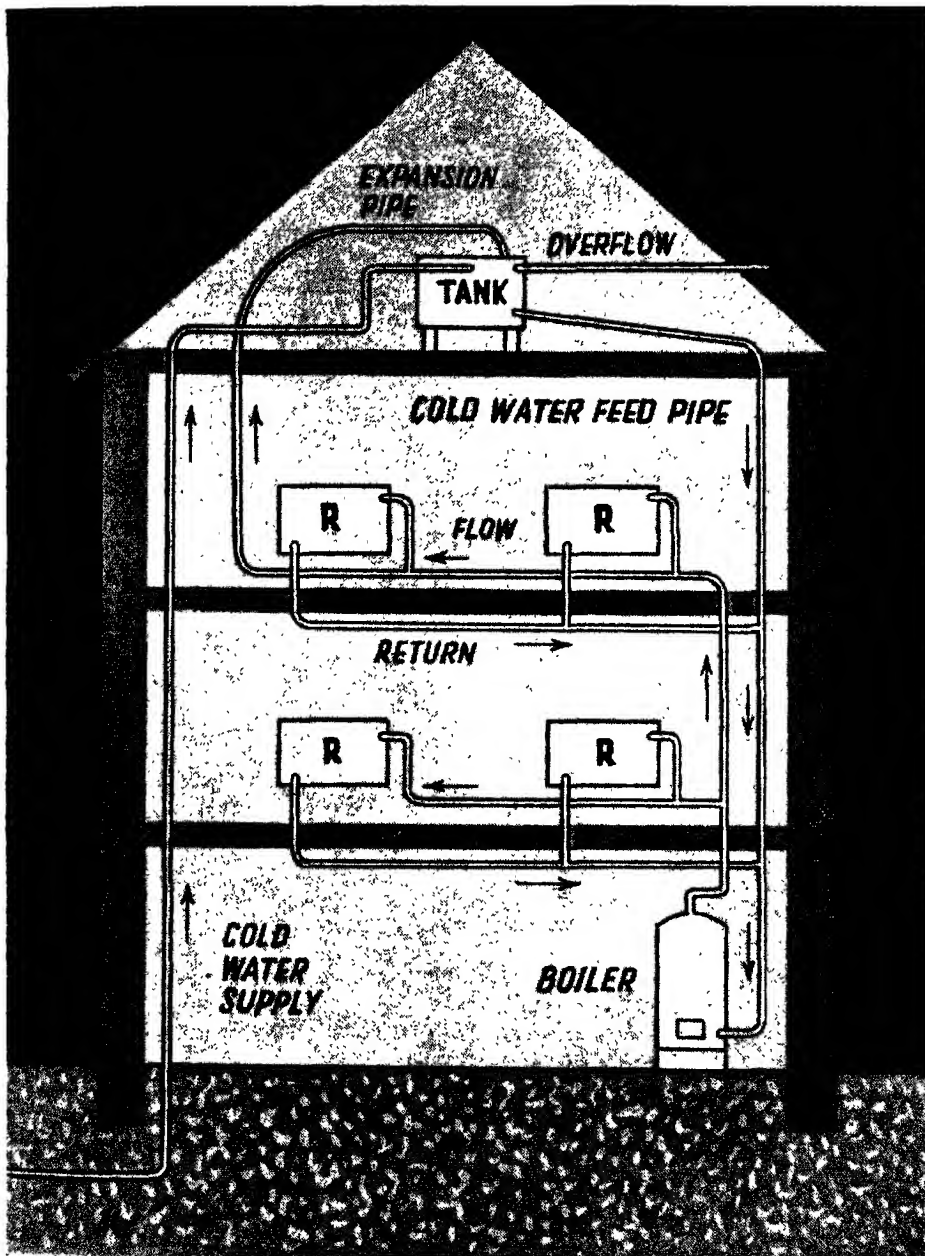 EXPANSION
PIPE
OVERFLOW
TANK
COLD WATER FEED PIPE
R
R
FLOW
RETURN
R
R
COLD
WATER
SUPPLY
BOILER